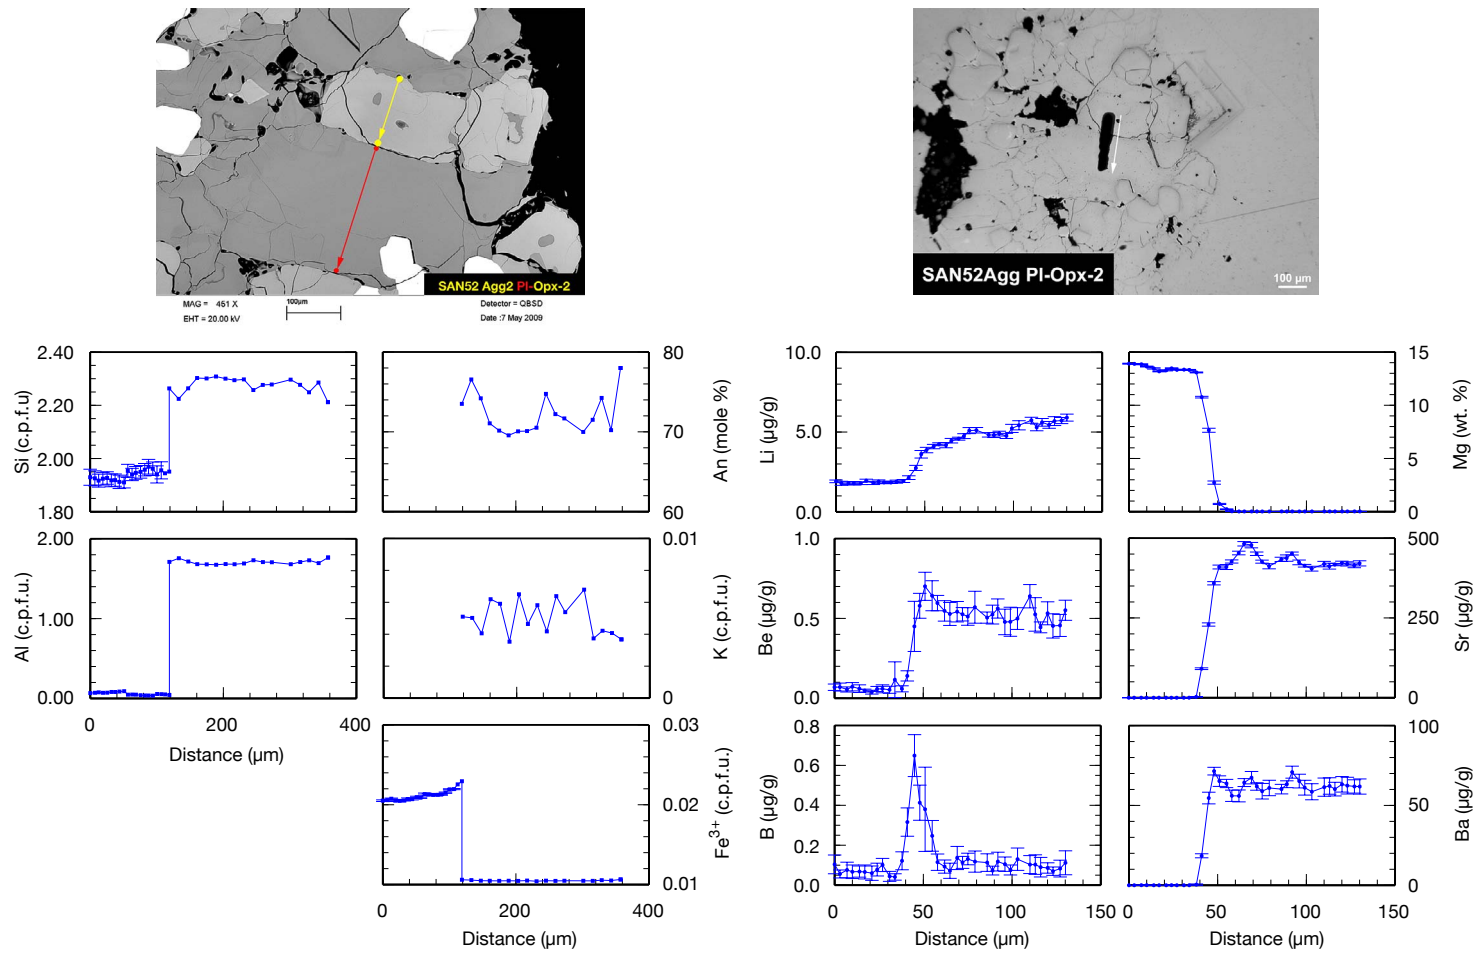 SAN52 Agg2 Pl-Opx-2
MAG = 451 X
100µm
Detector = QBSD
EHT = 20.00 kV
Date :7 May 2009
SAN52Agg Pl-Opx-2
100 µm
2.40
2.20
2.00
1.80
Si (c.p.f.u)
80
70
60
An (mole %)
10.0
5.0
0.0
Li (µg/g)
15
10
5
0
Mg (wt. %)
2.00
1.00
0.00
Al (c.p.f.u.)
0
200
400
Distance (µm)
0.01
0
K (c.p.f.u.)
1.0
0.5
0.0
Be (µg/g)
500
250
0
Sr (µg/g)
0.03
0.02
0.01
Fe3+ (c.p.f.u.)
0
200
400
Distance (µm)
0.8
0.6
0.4
0.2
0.0
B (µg/g)
0
50
100
150
Distance (µm)
100
50
0
Ba (µg/g)
0
50
100
150
Distance (µm)